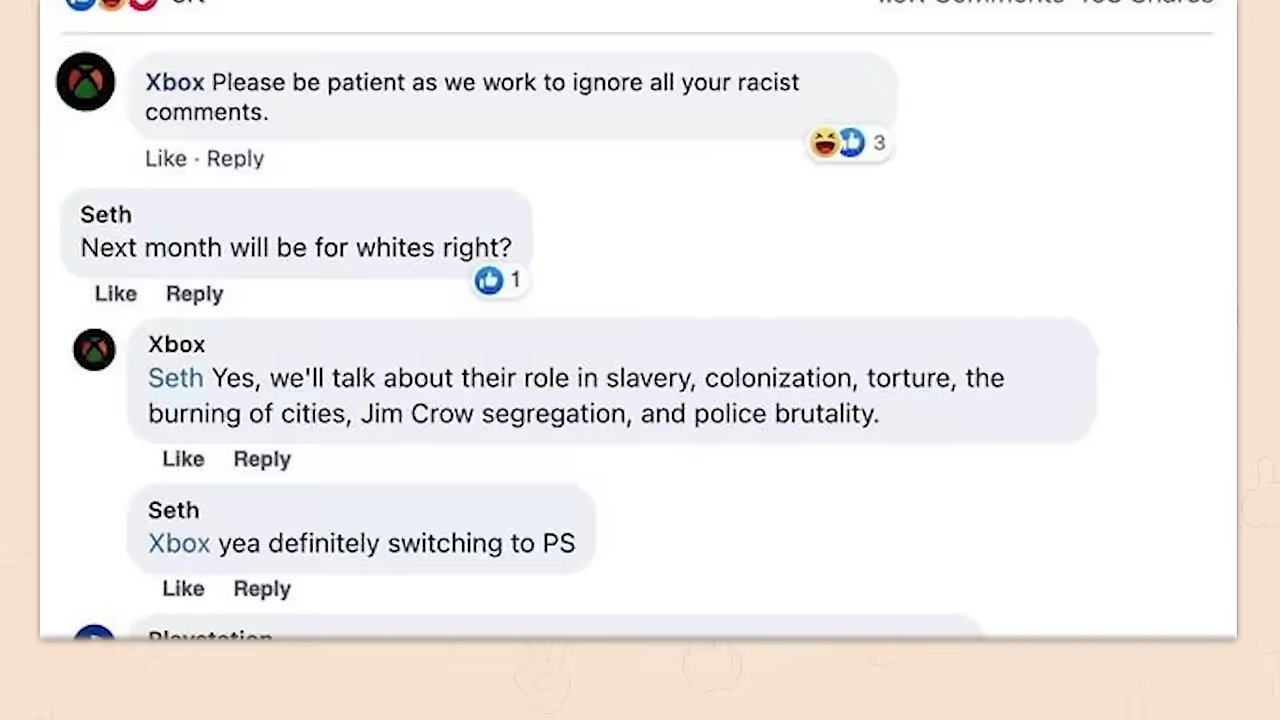 Xbox Please be patient as we work to ignore all your racist
comments.
3
Like · Reply
Seth
Next month will be for whites right?
1
Like Reply
Xbox
Seth Yes, we'll talk about their role in slavery, colonization, torture, the
burning of cities, Jim Crow segregation, and police brutality.
Like Reply
Seth
Xbox yea definitely switching to PS
Like Reply
Playstation